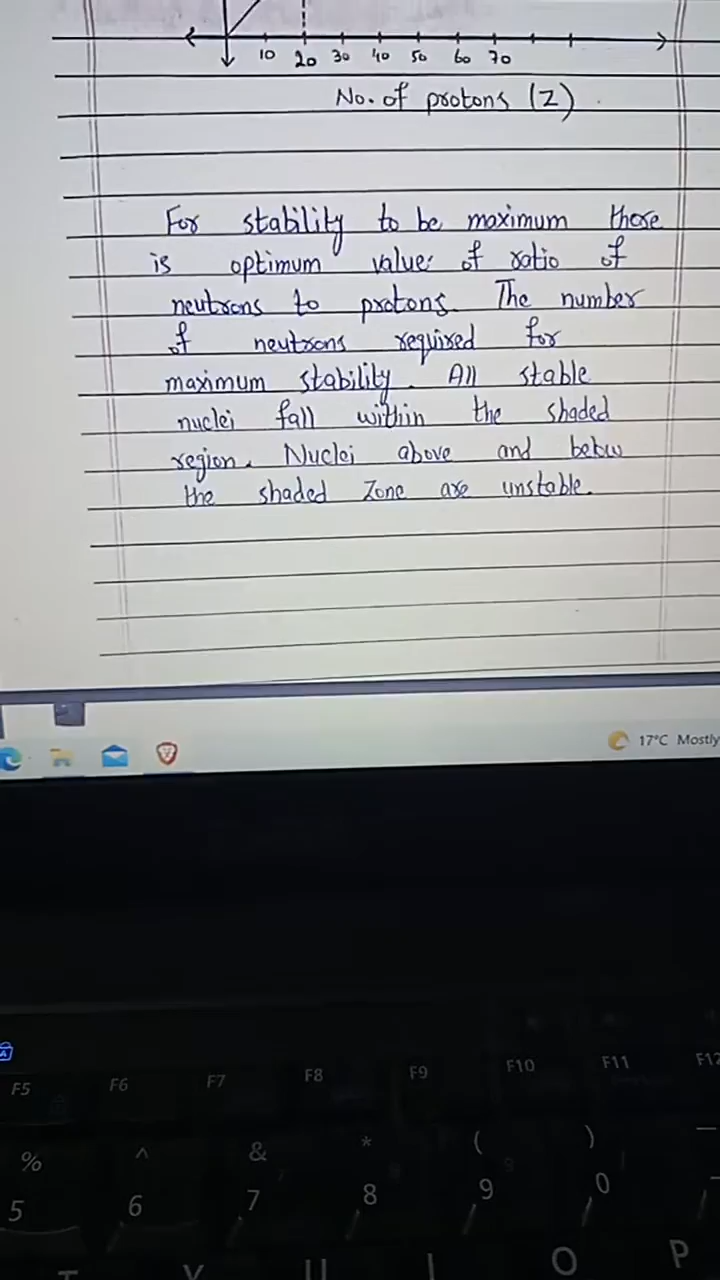 10 20 30 40 50 60 70
No. of protons (Z)
For stability to be maximum there
is optimum value of ratio of
neutrons to protons. The number
of neutrons required for
maximum stability. All stable
nuclei fall within the shaded
region. Nuclei above and below
the shaded Zone are unstable.
17°C Mostly
F5 F6 F7 F8 F9 F10 F11 F12
% ^ & * ( )
5 6 7 8 9 0
T Y U I O P